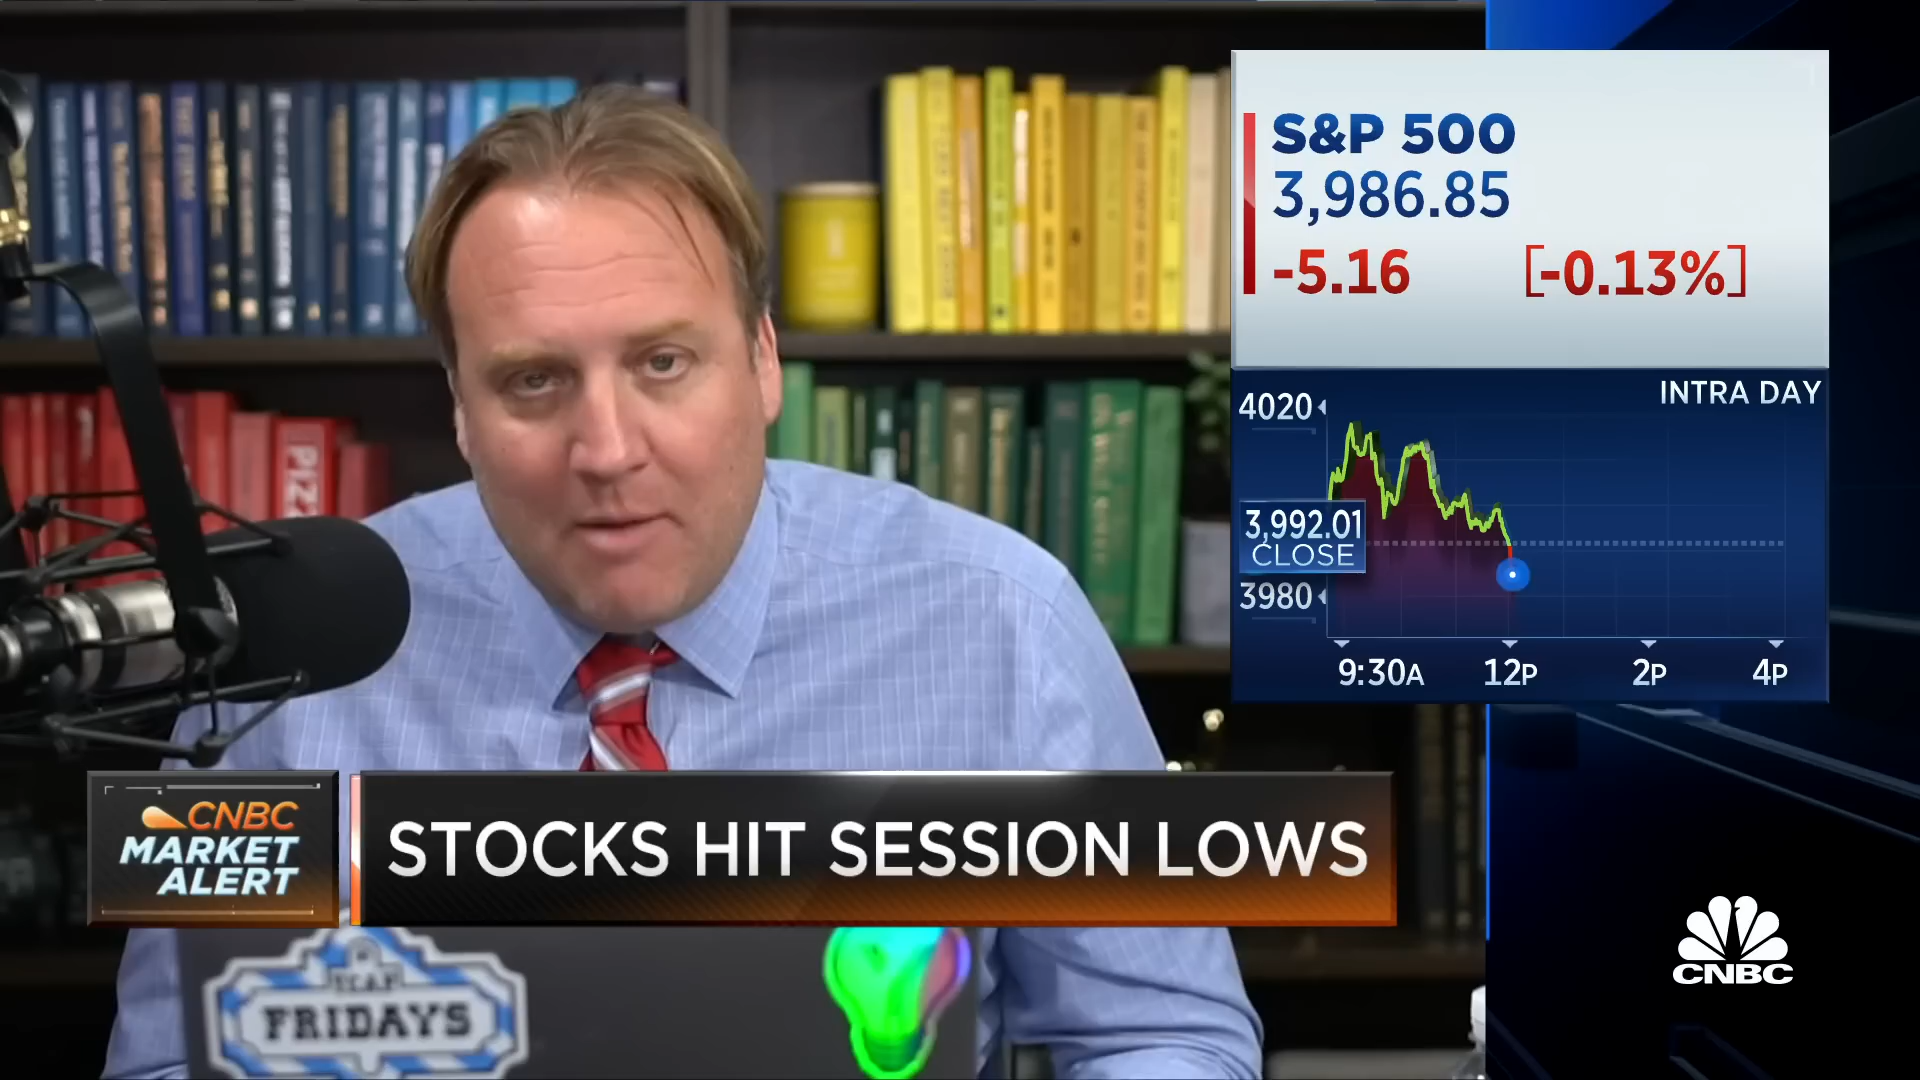 S&P 500
3,986.85
-5.16 [-0.13%]
INTRA DAY
4020
3,992.01
CLOSE
3980
9:30A 12P 2P 4P
PIZZ
CNBC
MARKET
ALERT
STOCKS HIT SESSION LOWS
FRIDAYS
CNBC